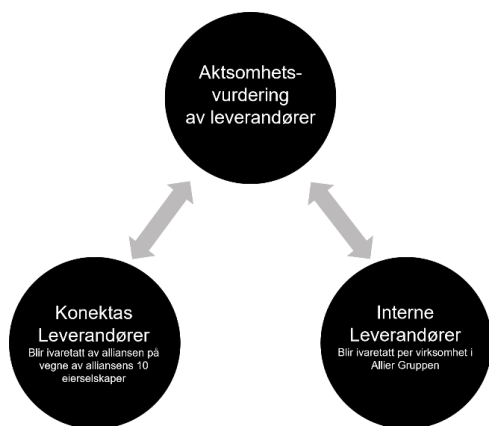 Aktsomhets-
vurdering
av leverandører
Konektas
Leverandører
Blir ivaretatt av alliansen på
vegne av alliansens 10
eierselskaper
Interne
Leverandører
Blir ivaretatt per virksomhet i
Allier Gruppen